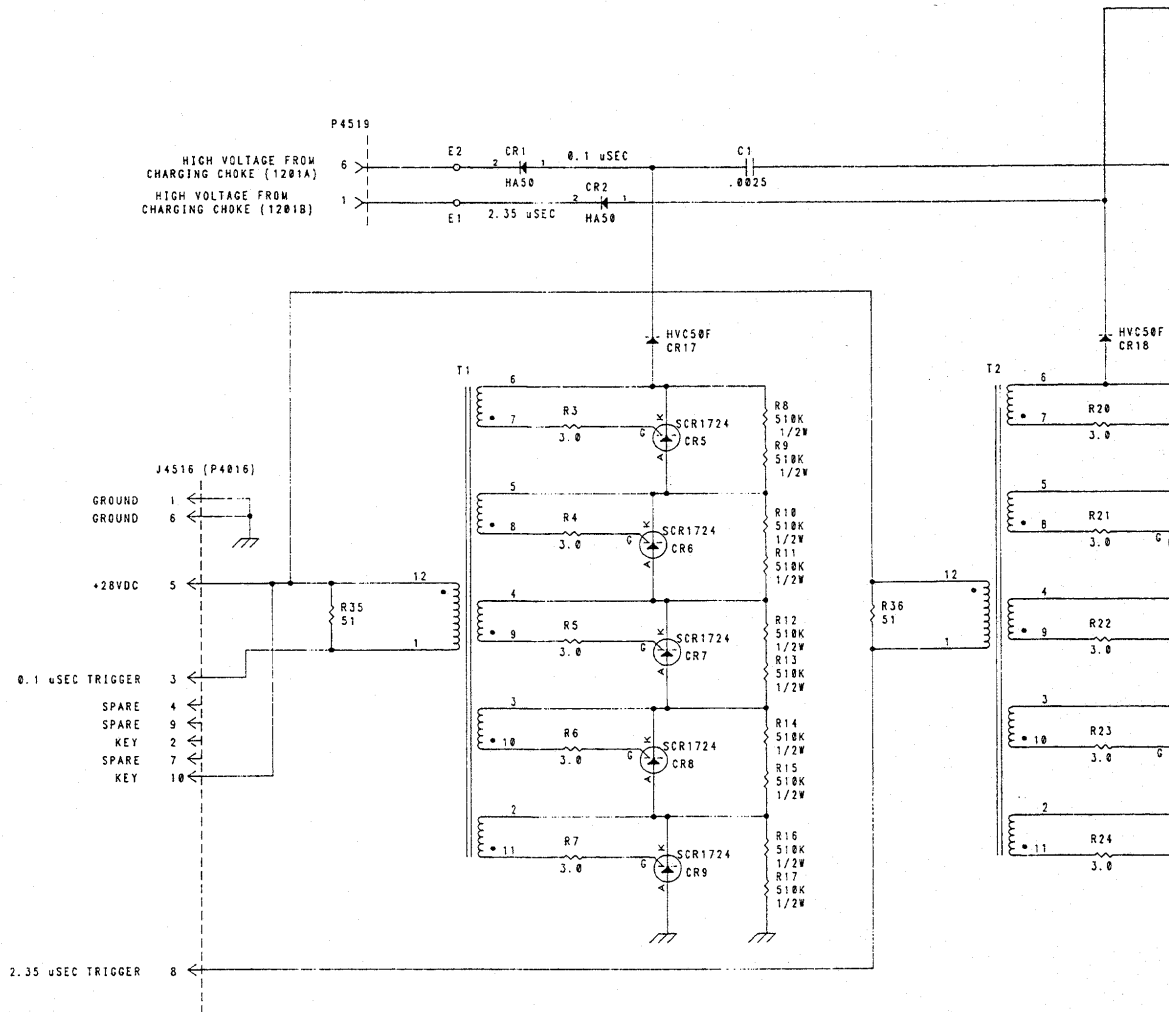 P4519
HIGH VOLTAGE FROM
CHARGING CHOKE (1201A)
6
E2
2
CR1
1
HA50
0.1 uSEC
C1
.0025
HIGH VOLTAGE FROM
CHARGING CHOKE (1201B)
1
E1
2.35 uSEC
2
CR2
1
HA50
HVC50F
CR17
HVC50F
CR18
T1
6
7
R3
3.0
G
K
A
SCR1724
CR5
R8
510K
1/2W
R9
510K
1/2W
5
8
R4
3.0
G
K
A
SCR1724
CR6
R10
510K
1/2W
R11
510K
1/2W
4
9
R5
3.0
G
K
A
SCR1724
CR7
R12
510K
1/2W
R13
510K
1/2W
3
10
R6
3.0
G
K
A
SCR1724
CR8
R14
510K
1/2W
R15
510K
1/2W
2
11
R7
3.0
G
K
A
SCR1724
CR9
R16
510K
1/2W
R17
510K
1/2W
J4516 (P4016)
GROUND 1
GROUND 6
+28VDC 5
R35
51
12
1
0.1 uSEC TRIGGER 3
SPARE 4
SPARE 9
KEY 2
SPARE 7
KEY 10
2.35 uSEC TRIGGER 8
R36
51
12
1
T2
6
7
R20
3.0
5
8
R21
3.0
G
4
9
R22
3.0
3
10
R23
3.0
G
2
11
R24
3.0